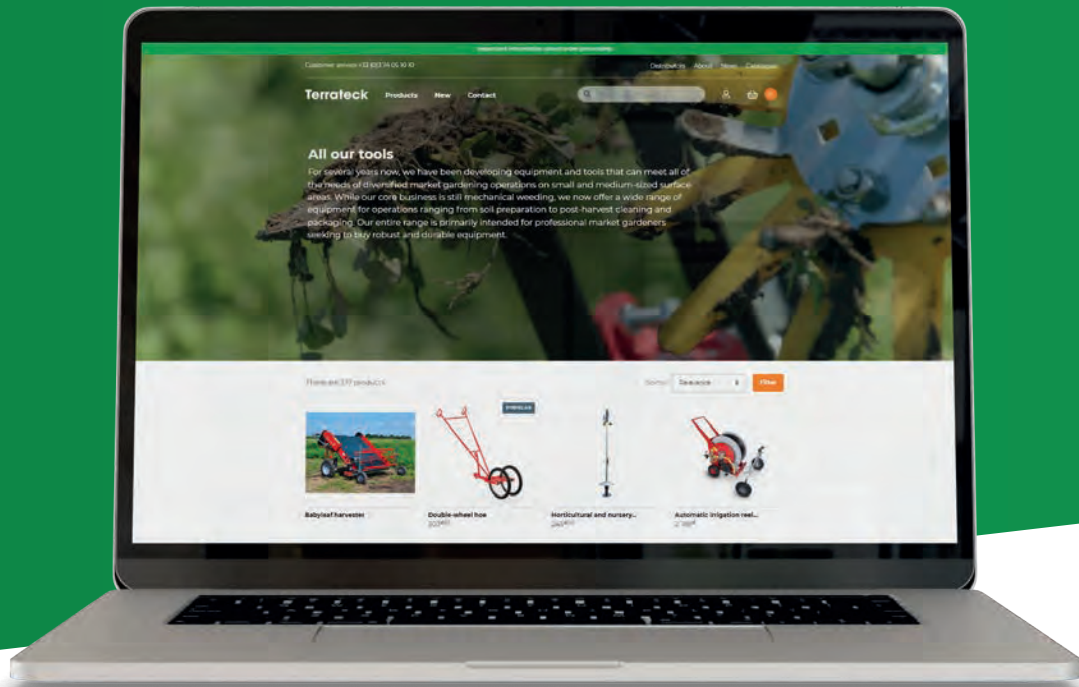 Customer service +33
Distributors About News Catalogues
Terrateck Products New Contact
All our tools
For several years now, we have been developing equipment and tools that can meet all of
the needs of diversified market gardening operations on small and medium-sized surface
areas. While our core business is still mechanical weeding, we now offer a wide range of
equipment for operations ranging from soil preparation to post-harvest cleaning and
packaging. Our entire range is primarily intended for professional market gardeners
seeking to buy robust and durable equipment.
There are products
Relevance Filter
Babyleaf harvester Double-wheel hoe Horticultural and nursery... Automatic irrigation reel...